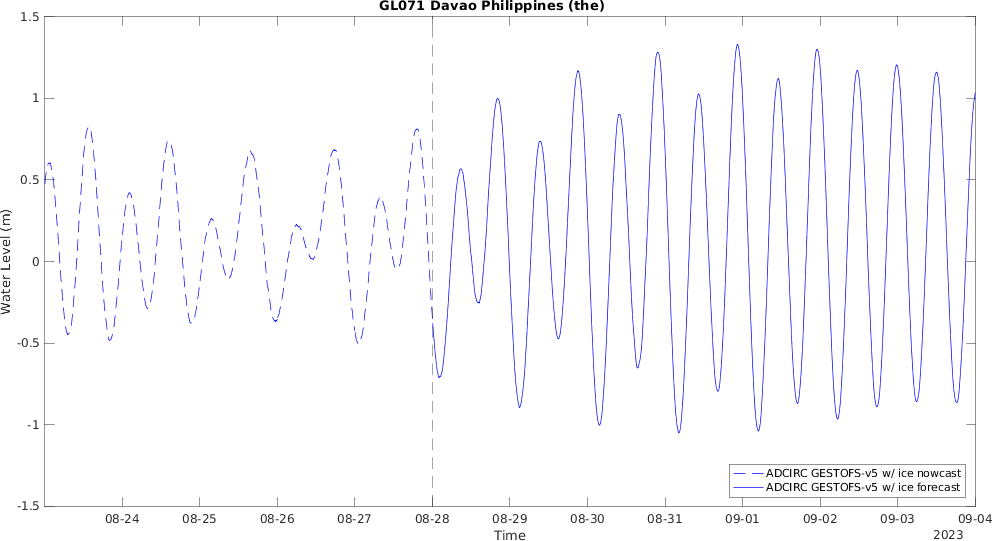 GL071 Davao Philippines (the)
1.5
1
0.5
0
-0.5
-1
-1.5
Water Level (m)
ADCIRC GESTOFS-v5 w/ ice nowcast
ADCIRC GESTOFS-v5 w/ ice forecast
08-24 08-25 08-26 08-27 08-28 08-29 08-30 08-31 09-01 09-02 09-03 09-04
Time
2023